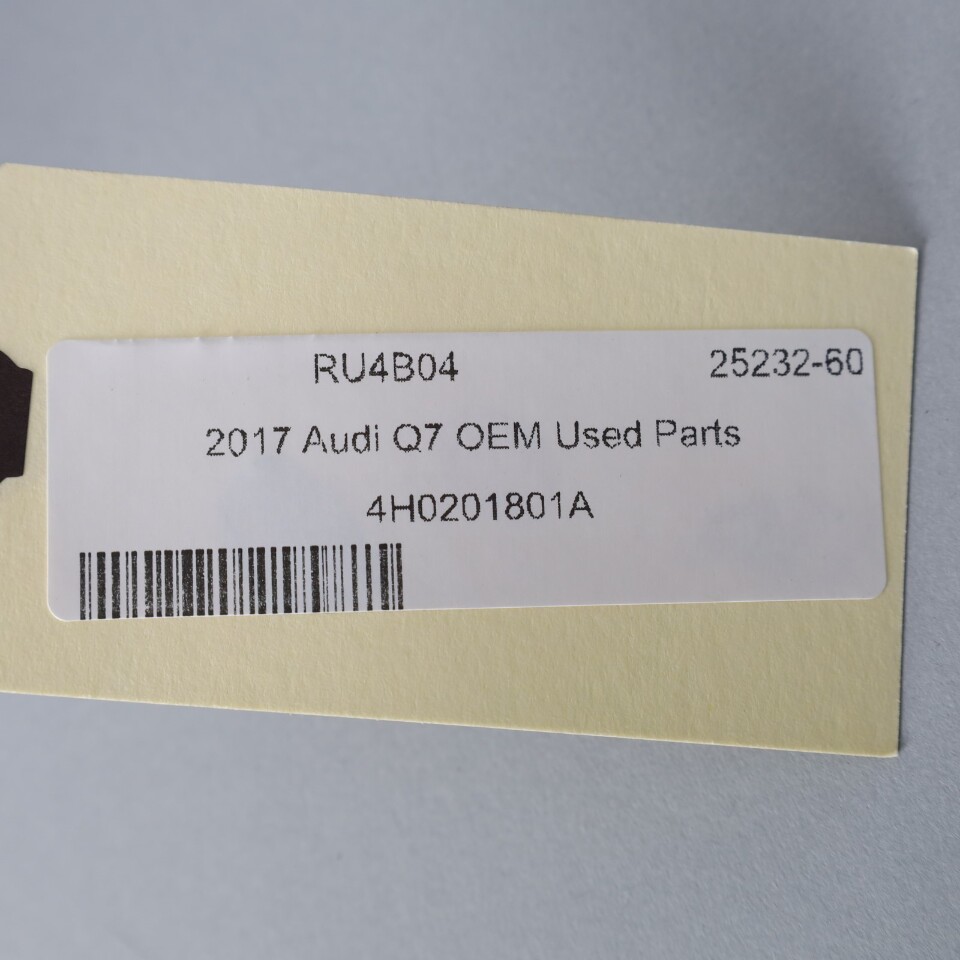 RU4B04 25232-60
2017 Audi Q7 OEM Used Parts
4H0201801A